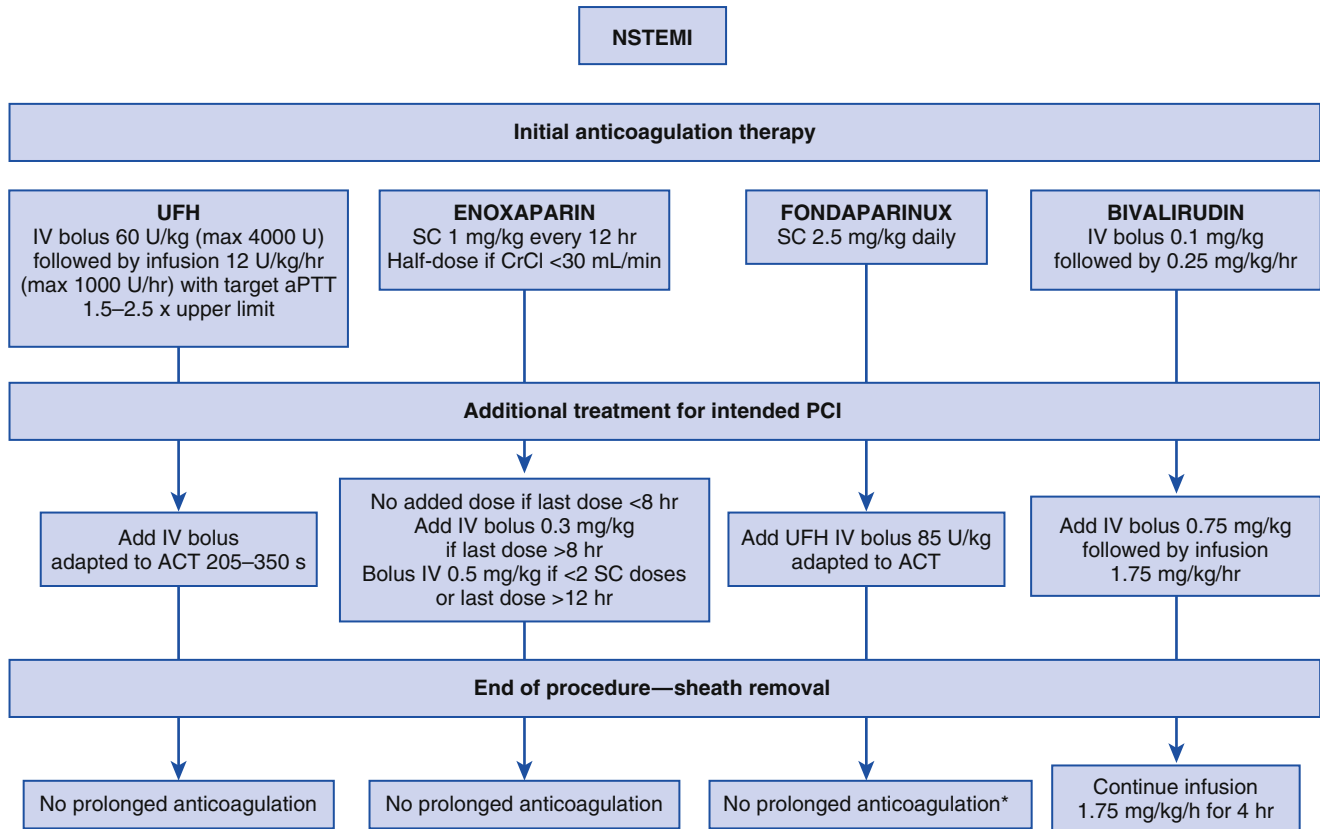 NSTEMI
Initial anticoagulation therapy
UFH
IV bolus 60 U/kg (max 4000 U)
followed by infusion 12 U/kg/hr
(max 1000 U/hr) with target aPTT
1.5–2.5 x upper limit
ENOXAPARIN
SC 1 mg/kg every 12 hr
Half-dose if CrCl <30 mL/min
FONDAPARINUX
SC 2.5 mg/kg daily
BIVALIRUDIN
IV bolus 0.1 mg/kg
followed by 0.25 mg/kg/hr
Additional treatment for intended PCI
Add IV bolus
adapted to ACT 205–350 s
No added dose if last dose <8 hr
Add IV bolus 0.3 mg/kg
if last dose >8 hr
Bolus IV 0.5 mg/kg if <2 SC doses
or last dose >12 hr
Add UFH IV bolus 85 U/kg
adapted to ACT
Add IV bolus 0.75 mg/kg
followed by infusion
1.75 mg/kg/hr
End of procedure—sheath removal
No prolonged anticoagulation
No prolonged anticoagulation
No prolonged anticoagulation*
Continue infusion
1.75 mg/kg/h for 4 hr